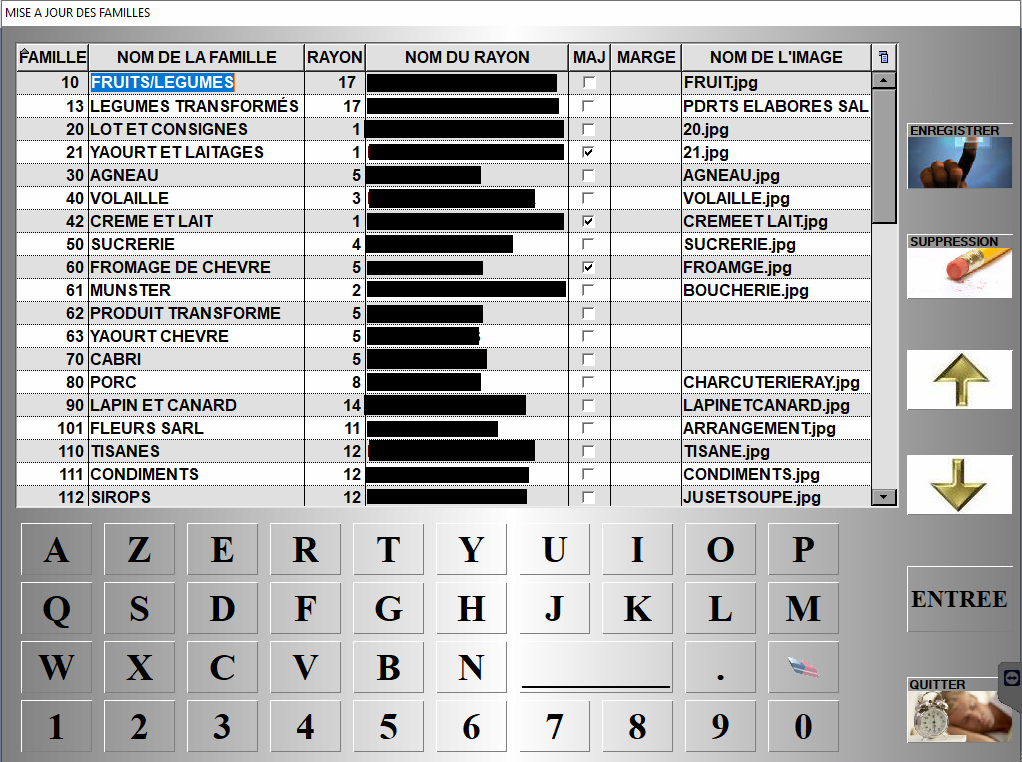 MISE A JOUR DES FAMILLES
FAMILLE NOM DE LA FAMILLE RAYON NOM DU RAYON MAJ MARGE NOM DE L'IMAGE
10 FRUITS/LEGUMES 17 FRUIT.jpg
13 LEGUMES TRANSFORMÉS 17 PDRTS ELABORES SAL
20 LOT ET CONSIGNES 1 20.jpg
21 YAOURT ET LAITAGES 1 21.jpg
30 AGNEAU 5 AGNEAU.jpg
40 VOLAILLE 3 VOLAILLE.jpg
42 CREME ET LAIT 1 CREMEET LAIT.jpg
50 SUCRERIE 4 SUCRERIE.jpg
60 FROMAGE DE CHEVRE 5 FROAMGE.jpg
61 MUNSTER 2 BOUCHERIE.jpg
62 PRODUIT TRANSFORME 5
63 YAOURT CHEVRE 5
70 CABRI 5
80 PORC 8 CHARCUTERIERAY.jpg
90 LAPIN ET CANARD 14 LAPINETCANARD.jpg
101 FLEURS SARL 11 ARRANGEMENT.jpg
110 TISANES 12 TISANE.jpg
111 CONDIMENTS 12 CONDIMENTS.jpg
112 SIROPS 12 JUSETSOUPE.jpg
ENREGISTRER
SUPPRESSION
A Z E R T Y U I O P
Q S D F G H J K L M
ENTREE
W X C V B N .
QUITTER
1 2 3 4 5 6 7 8 9 0